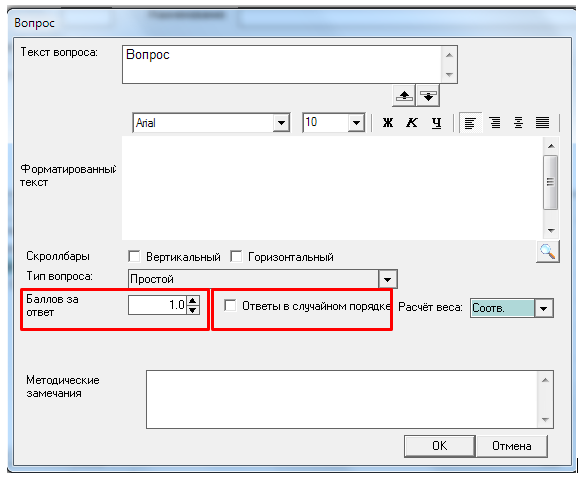 Вопрос
Текст вопроса:
Вопрос
Arial 10 Ж К Ч
Форматированный
текст
Скроллбары Вертикальный Горизонтальный
Тип вопроса: Простой
Баллов за
ответ
1.0 Ответы в случайном порядке Расчёт веса: Соотв.
Методические
замечания
OK Отмена